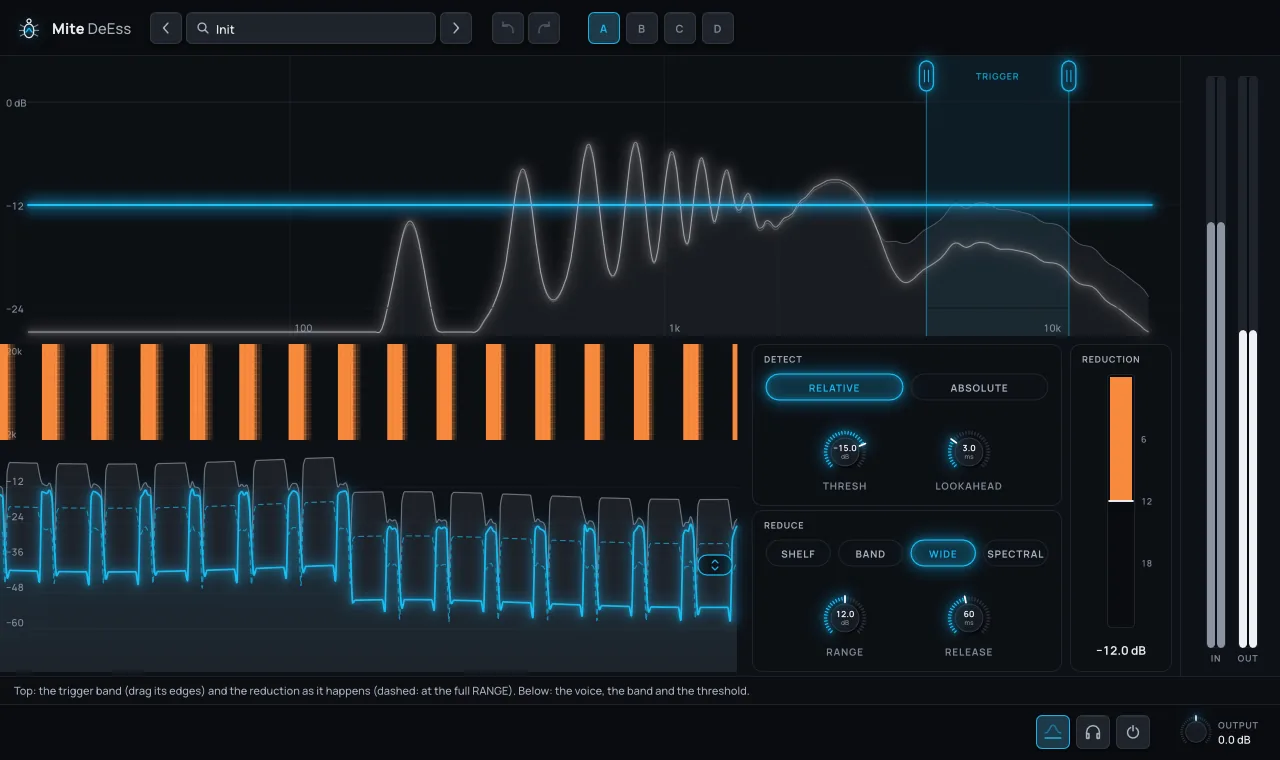 Mite DeEss
Init
A B C D
TRIGGER
0 dB
−12
−24
100 1k 10k
20k
2k
−12
−24
−36
−48
−60
DETECT
RELATIVE ABSOLUTE
−15.0 dB
3.0 ms
THRESH LOOKAHEAD
REDUCE
SHELF BAND WIDE SPECTRAL
12.0 dB
60 ms
RANGE RELEASE
REDUCTION
6
12
18
−12.0 dB
IN OUT
Top: the trigger band (drag its edges) and the reduction as it happens (dashed: at the full RANGE). Below: the voice, the band and the threshold.
OUTPUT
0.0 dB